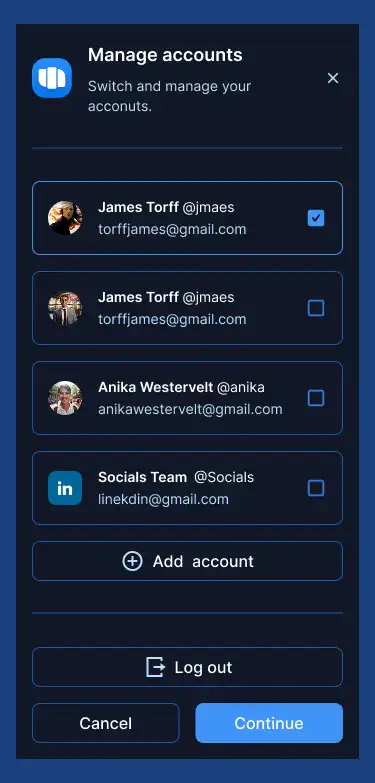 Manage accounts
Switch and manage your
acconuts.
James Torff @jmaes
torffjames@gmail.com
James Torff @jmaes
torffjames@gmail.com
Anika Westervelt @anika
anikawestervelt@gmail.com
in
Socials Team @Socials
linekdin@gmail.com
Add account
Log out
Cancel
Continue